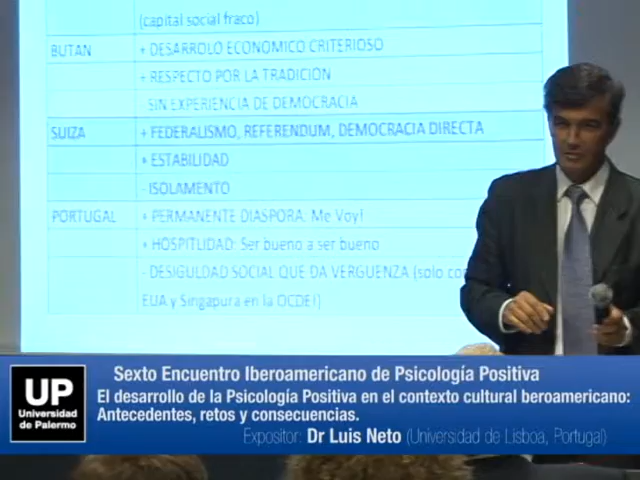 (capital social fraco)
BUTAN + DESARROLO ECONOMICO CRITERIOSO
+ RESPECTO POR LA TRADICION
- SIN EXPERIENCIA DE DEMOCRACIA
SUIZA + FEDERALISMO, REFERENDUM, DEMOCRACIA DIRECTA
+ ESTABILIDAD
- ISOLAMENTO
PORTUGAL + PERMANENTE DIASPORA: Me Voy!
+ HOSPITLIDAD: Ser bueno a ser bueno
- DESIGULDAD SOCIAL QUE DA VERGUENZA (solo
EUA y Singapura en la OCDE!)
UP
Universidad
de Palermo
Sexto Encuentro Iberoamericano de Psicología Positiva
El desarrollo de la Psicología Positiva en el contexto cultural beroamericano:
Antecedentes, retos y consecuencias.
Expositor: Dr Luis Neto (Universidad de Lisboa, Portugal)